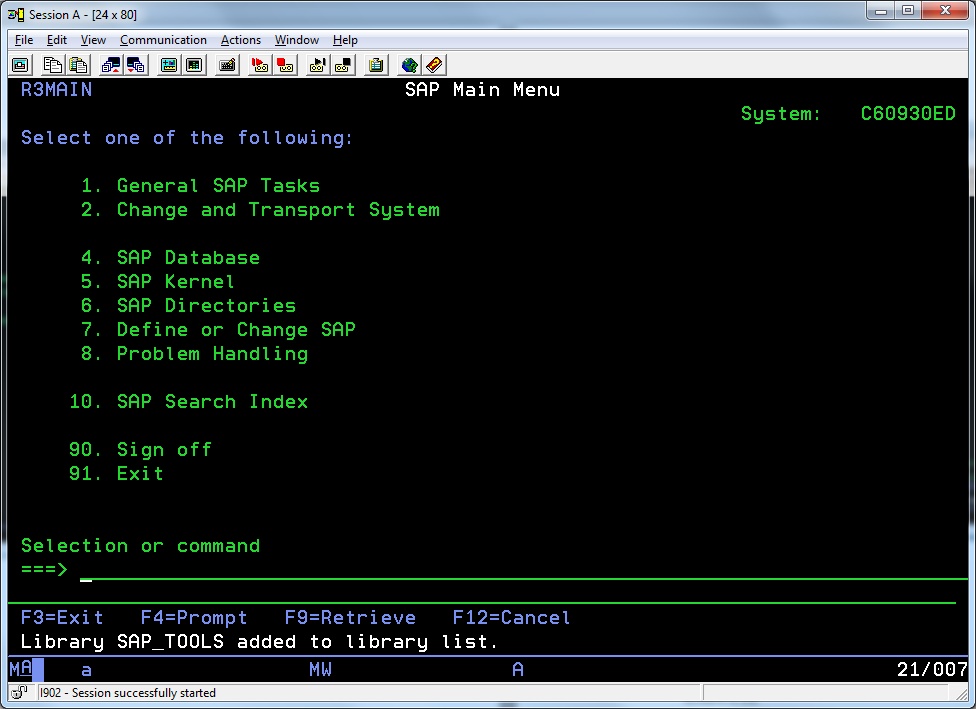 Session A - [24 x 80]
File Edit View Communication Actions Window Help
R3MAIN SAP Main Menu
System: C60930ED
Select one of the following:
1. General SAP Tasks
2. Change and Transport System
4. SAP Database
5. SAP Kernel
6. SAP Directories
7. Define or Change SAP
8. Problem Handling
10. SAP Search Index
90. Sign off
91. Exit
Selection or command
===>
F3=Exit F4=Prompt F9=Retrieve F12=Cancel
Library SAP_TOOLS added to library list.
MA a MW A 21/007
I902 - Session successfully started